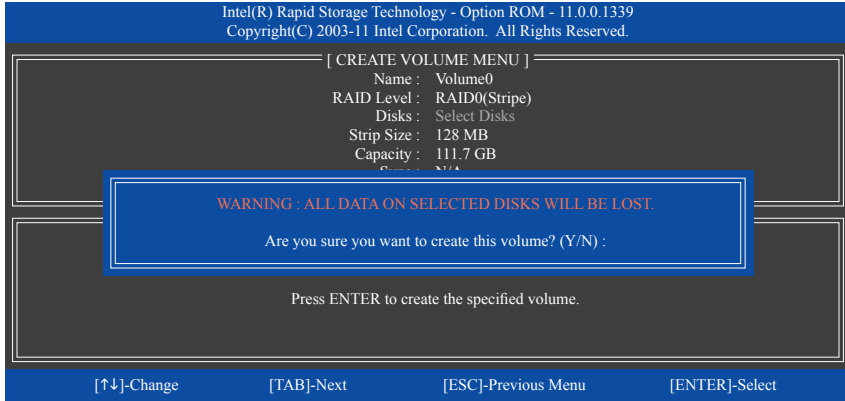 Intel(R) Rapid Storage Technology - Option ROM - 11.0.0.1339
Copyright(C) 2003-11 Intel Corporation. All Rights Reserved.
[ CREATE VOLUME MENU ]
Name : Volume0
RAID Level : RAID0(Stripe)
Disks : Select Disks
Strip Size : 128 MB
Capacity : 111.7 GB
WARNING : ALL DATA ON SELECTED DISKS WILL BE LOST.
Are you sure you want to create this volume? (Y/N) :
Press ENTER to create the specified volume.
[↑↓]-Change [TAB]-Next [ESC]-Previous Menu [ENTER]-Select